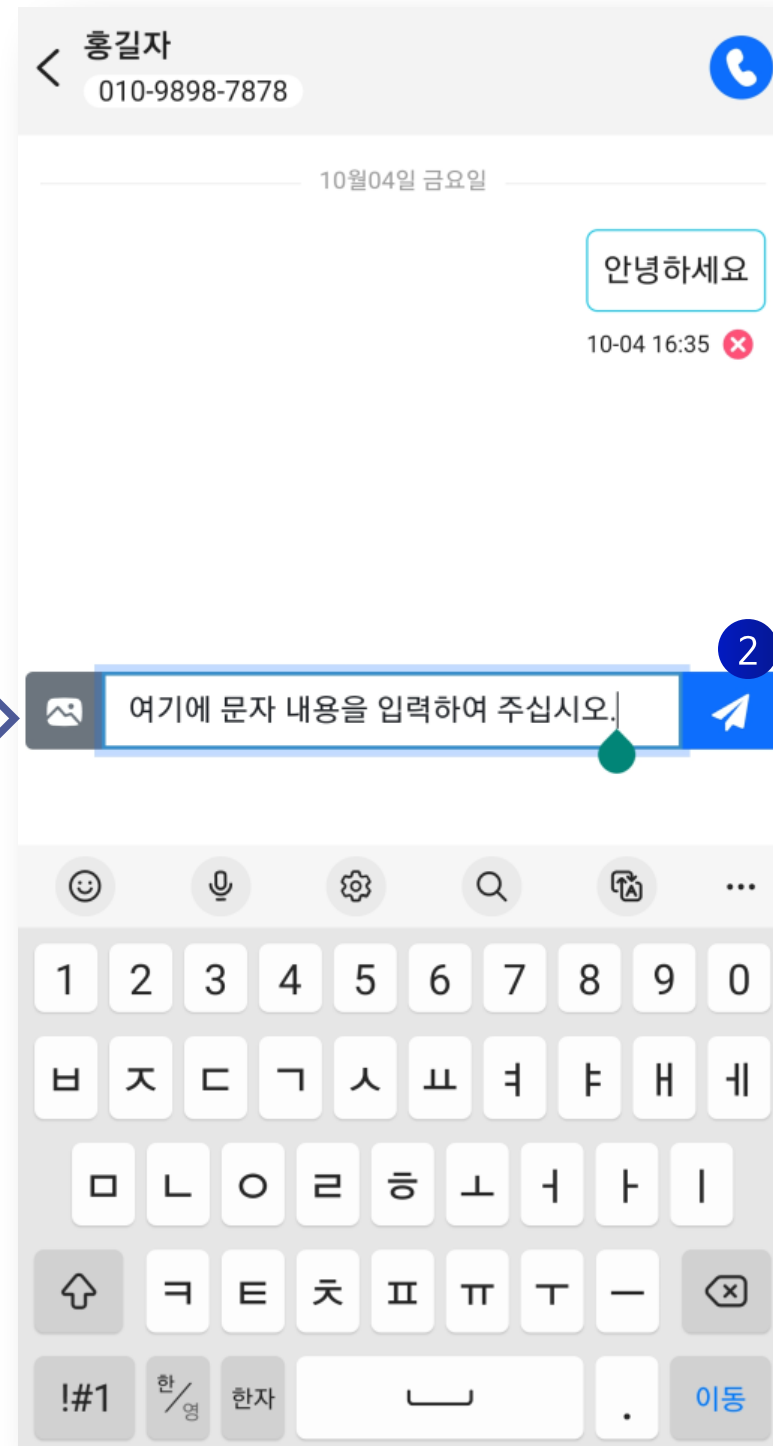 홍길자
010-9898-7878
10월04일 금요일
안녕하세요
10-04 16:35
2
여기에 문자 내용을 입력하여 주십시오.
1 2 3 4 5 6 7 8 9 0
ㅂ ㅈ ㄷ ㄱ ㅅ ㅛ ㅕ ㅑ ㅐ ㅔ
ㅁ ㄴ ㅇ ㄹ ㅎ ㅗ ㅓ ㅏ ㅣ
ㅋ ㅌ ㅊ ㅍ ㅠ ㅜ ㅡ
!#1 한/영 한자 . 이동